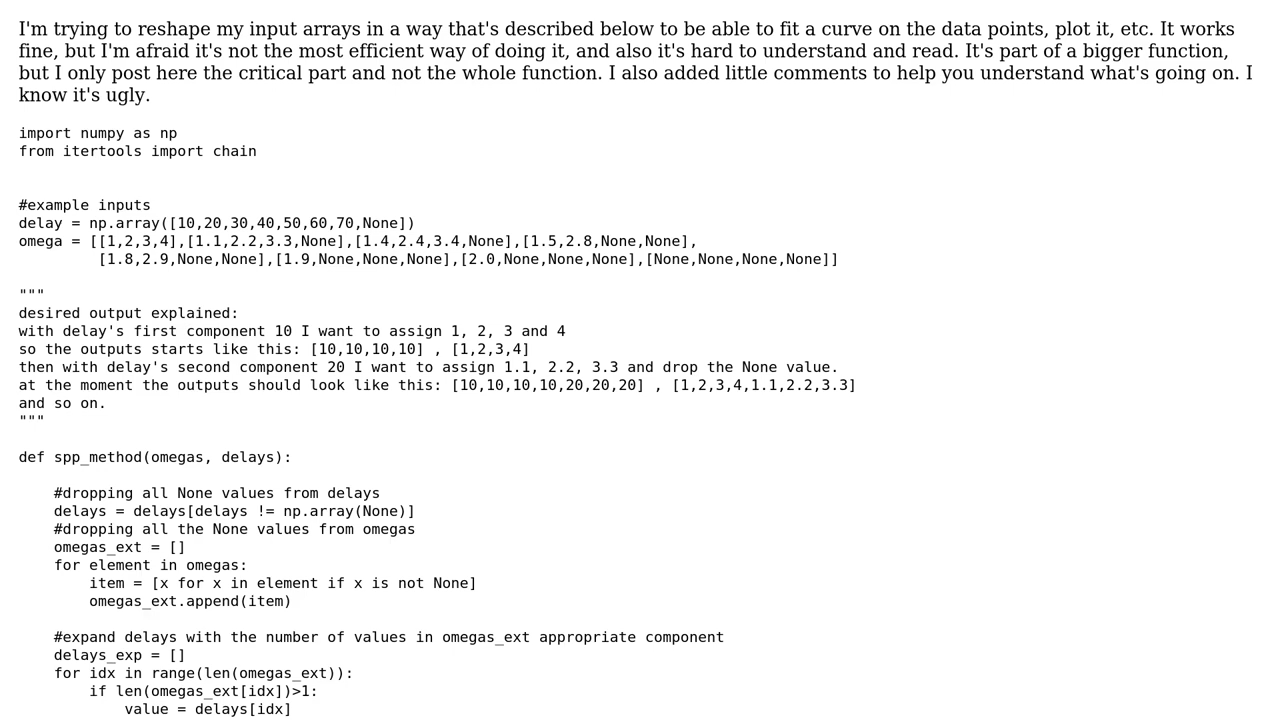 I'm trying to reshape my input arrays in a way that's described below to be able to fit a curve on the data points, plot it, etc. It works
fine, but I'm afraid it's not the most efficient way of doing it, and also it's hard to understand and read. It's part of a bigger function,
but I only post here the critical part and not the whole function. I also added little comments to help you understand what's going on. I
know it's ugly.
import numpy as np
from itertools import chain
#example inputs
delay = np.array([10,20,30,40,50,60,70,None])
omega = [[1,2,3,4],[1.1,2.2,3.3,None],[1.4,2.4,3.4,None],[1.5,2.8,None,None],
         [1.8,2.9,None,None],[1.9,None,None,None],[2.0,None,None,None],[None,None,None,None]]
"""
desired output explained:
with delay's first component 10 I want to assign 1, 2, 3 and 4
so the outputs starts like this: [10,10,10,10] , [1,2,3,4]
then with delay's second component 20 I want to assign 1.1, 2.2, 3.3 and drop the None value.
at the moment the outputs should look like this: [10,10,10,10,20,20,20] , [1,2,3,4,1.1,2.2,3.3]
and so on.
"""
def spp_method(omegas, delays):
    #dropping all None values from delays
    delays = delays[delays != np.array(None)]
    #dropping all the None values from omegas
    omegas_ext = []
    for element in omegas:
        item = [x for x in element if x is not None]
        omegas_ext.append(item)
    #expand delays with the number of values in omegas_ext appropriate component
    delays_exp = []
    for idx in range(len(omegas_ext)):
        if len(omegas_ext[idx])>1:
            value = delays[idx]